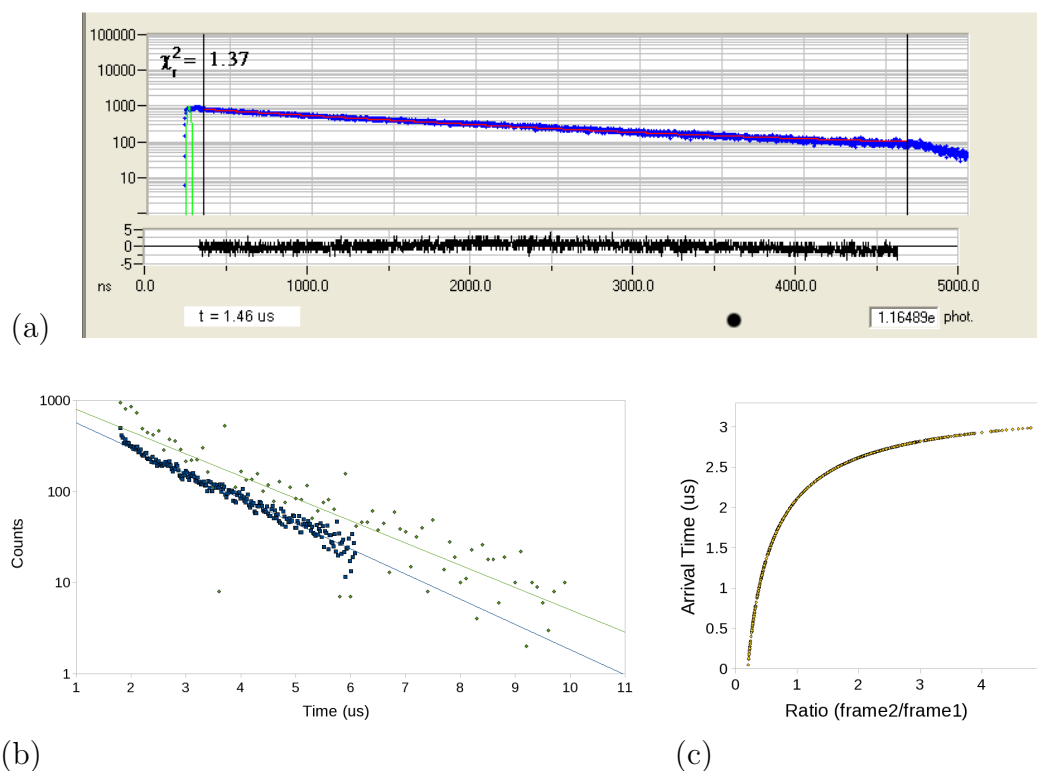 100000
10000
1000
100
10
χ²ᵣ= 1.37
5
0
-5
ns 0.0 1000.0 2000.0 3000.0 4000.0 5000.0
t = 1.46 us
1.16489e phot.
(a)
1000
100
10
1
Counts
1 2 3 4 5 6 7 8 9 10 11
Time (us)
(b)
3
2.5
2
1.5
1
0.5
0
Arrival Time (us)
0 1 2 3 4
Ratio (frame2/frame1)
(c)